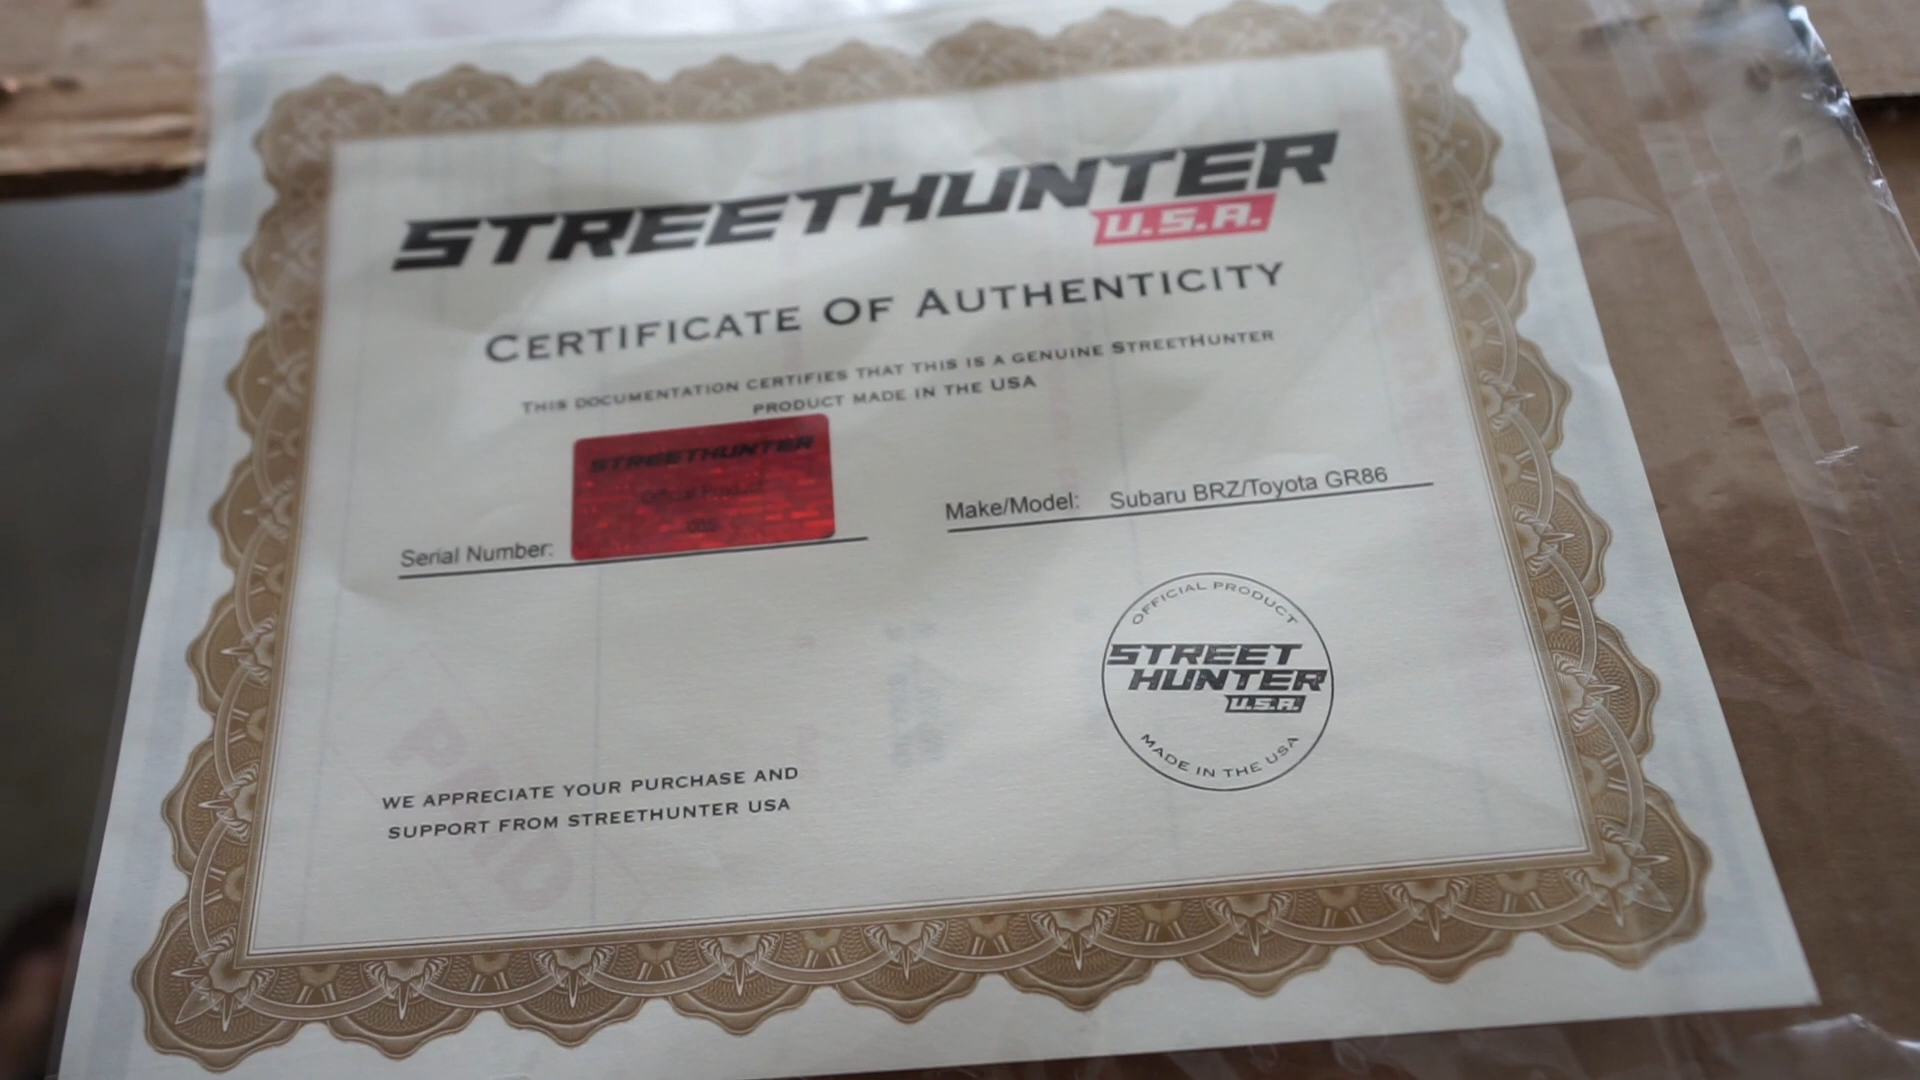 STREETHUNTER
U.S.A.
CERTIFICATE OF AUTHENTICITY
THIS DOCUMENTATION CERTIFIES THAT THIS IS A GENUINE STREETHUNTER
PRODUCT MADE IN THE USA
STREETHUNTER
Official Product
Serial Number:
Make/Model: Subaru BRZ/Toyota GR86
OFFICIAL PRODUCT
STREET
HUNTER
U.S.A.
MADE IN THE USA
WE APPRECIATE YOUR PURCHASE AND
SUPPORT FROM STREETHUNTER USA